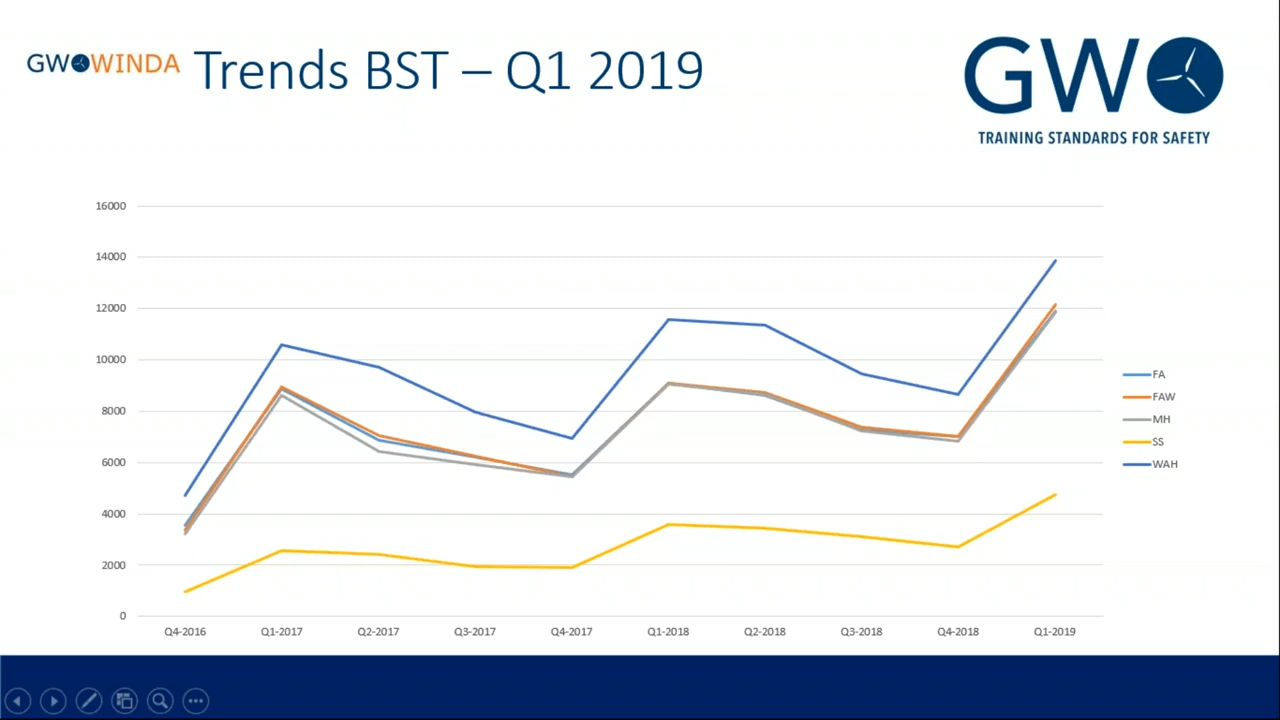 GWOWINDA Trends BST – Q1 2019
GWO
TRAINING STANDARDS FOR SAFETY
16000
14000
12000
10000
8000
6000
4000
2000
0
Q4-2016 Q1-2017 Q2-2017 Q3-2017 Q4-2017 Q1-2018 Q2-2018 Q3-2018 Q4-2018 Q1-2019
FA
FAW
MH
SS
WAH